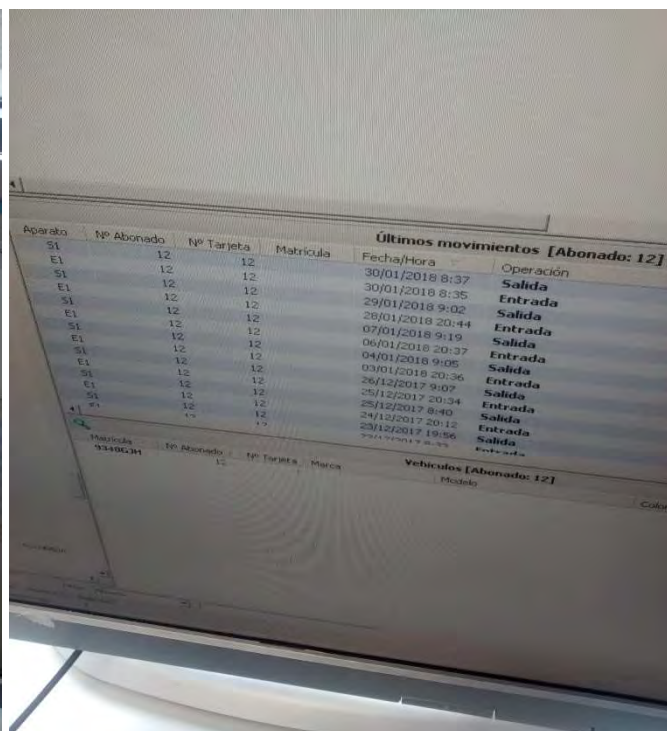 Últimos movimientos [Abonado: 12]
Aparato Nº Abonado Nº Tarjeta Matrícula Fecha/Hora Operación
S1 12 12 30/01/2018 8:37 Salida
E1 12 12 30/01/2018 8:35 Entrada
S1 12 12 29/01/2018 9:02 Salida
E1 12 12 28/01/2018 20:44 Entrada
S1 12 12 07/01/2018 9:19 Salida
E1 12 12 06/01/2018 20:37 Entrada
S1 12 12 04/01/2018 9:05 Salida
E1 12 12 03/01/2018 20:36 Entrada
S1 12 12 26/12/2017 9:07 Salida
E1 12 12 25/12/2017 20:34 Entrada
S1 12 12 25/12/2017 8:40 Salida
E1 12 12 24/12/2017 20:12 Entrada
23/12/2017 19:56
Entrada
Vehículos [Abonado: 12]
Matrícula Nº Abonado Nº Tarjeta Marca Modelo Color
9340GJM 12